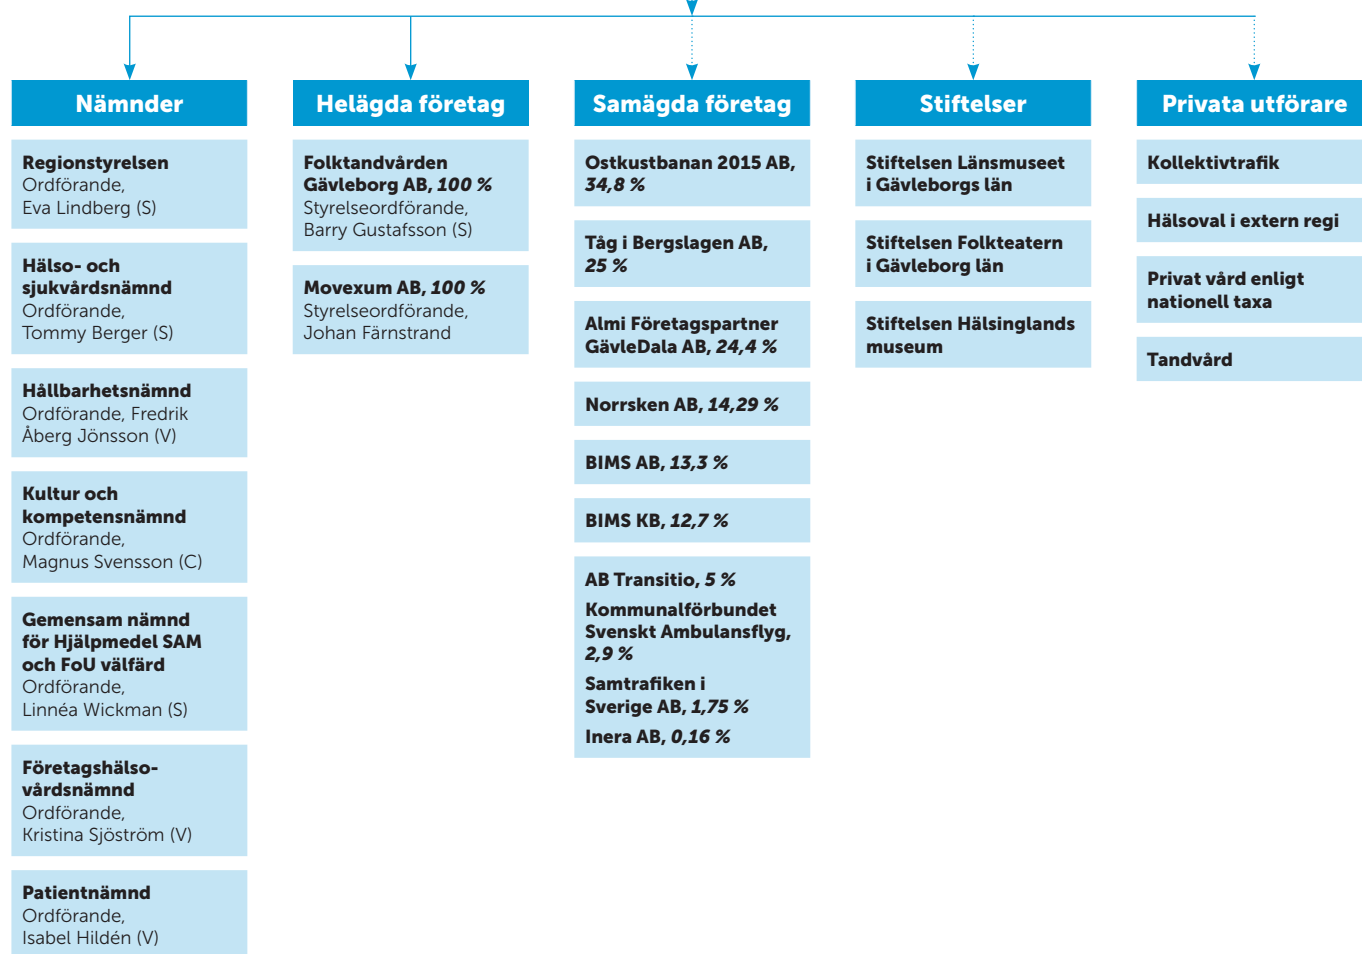 Nämnder
Regionstyrelsen
Ordförande,
Eva Lindberg (S)
Hälso- och
sjukvårdsnämnd
Ordförande,
Tommy Berger (S)
Hållbarhetsnämnd
Ordförande, Fredrik
Åberg Jönsson (V)
Kultur och
kompetensnämnd
Ordförande,
Magnus Svensson (C)
Gemensam nämnd
för Hjälpmedel SAM
och FoU välfärd
Ordförande,
Linnéa Wickman (S)
Företagshälso-
vårdsnämnd
Ordförande,
Kristina Sjöström (V)
Patientnämnd
Ordförande,
Isabel Hildén (V)
Helägda företag
Folktandvården
Gävleborg AB, 100 %
Styrelseordförande,
Barry Gustafsson (S)
Movexum AB, 100 %
Styrelseordförande,
Johan Färnstrand
Samägda företag
Ostkustbanan 2015 AB,
34,8 %
Tåg i Bergslagen AB,
25 %
Almi Företagspartner
GävleDala AB, 24,4 %
Norrsken AB, 14,29 %
BIMS AB, 13,3 %
BIMS KB, 12,7 %
AB Transitio, 5 %
Kommunalförbundet
Svenskt Ambulansflyg,
2,9 %
Samtrafiken i
Sverige AB, 1,75 %
Inera AB, 0,16 %
Stiftelser
Stiftelsen Länsmuseet
i Gävleborgs län
Stiftelsen Folkteatern
i Gävleborg län
Stiftelsen Hälsinglands
museum
Privata utförare
Kollektivtrafik
Hälsoval i extern regi
Privat vård enligt
nationell taxa
Tandvård